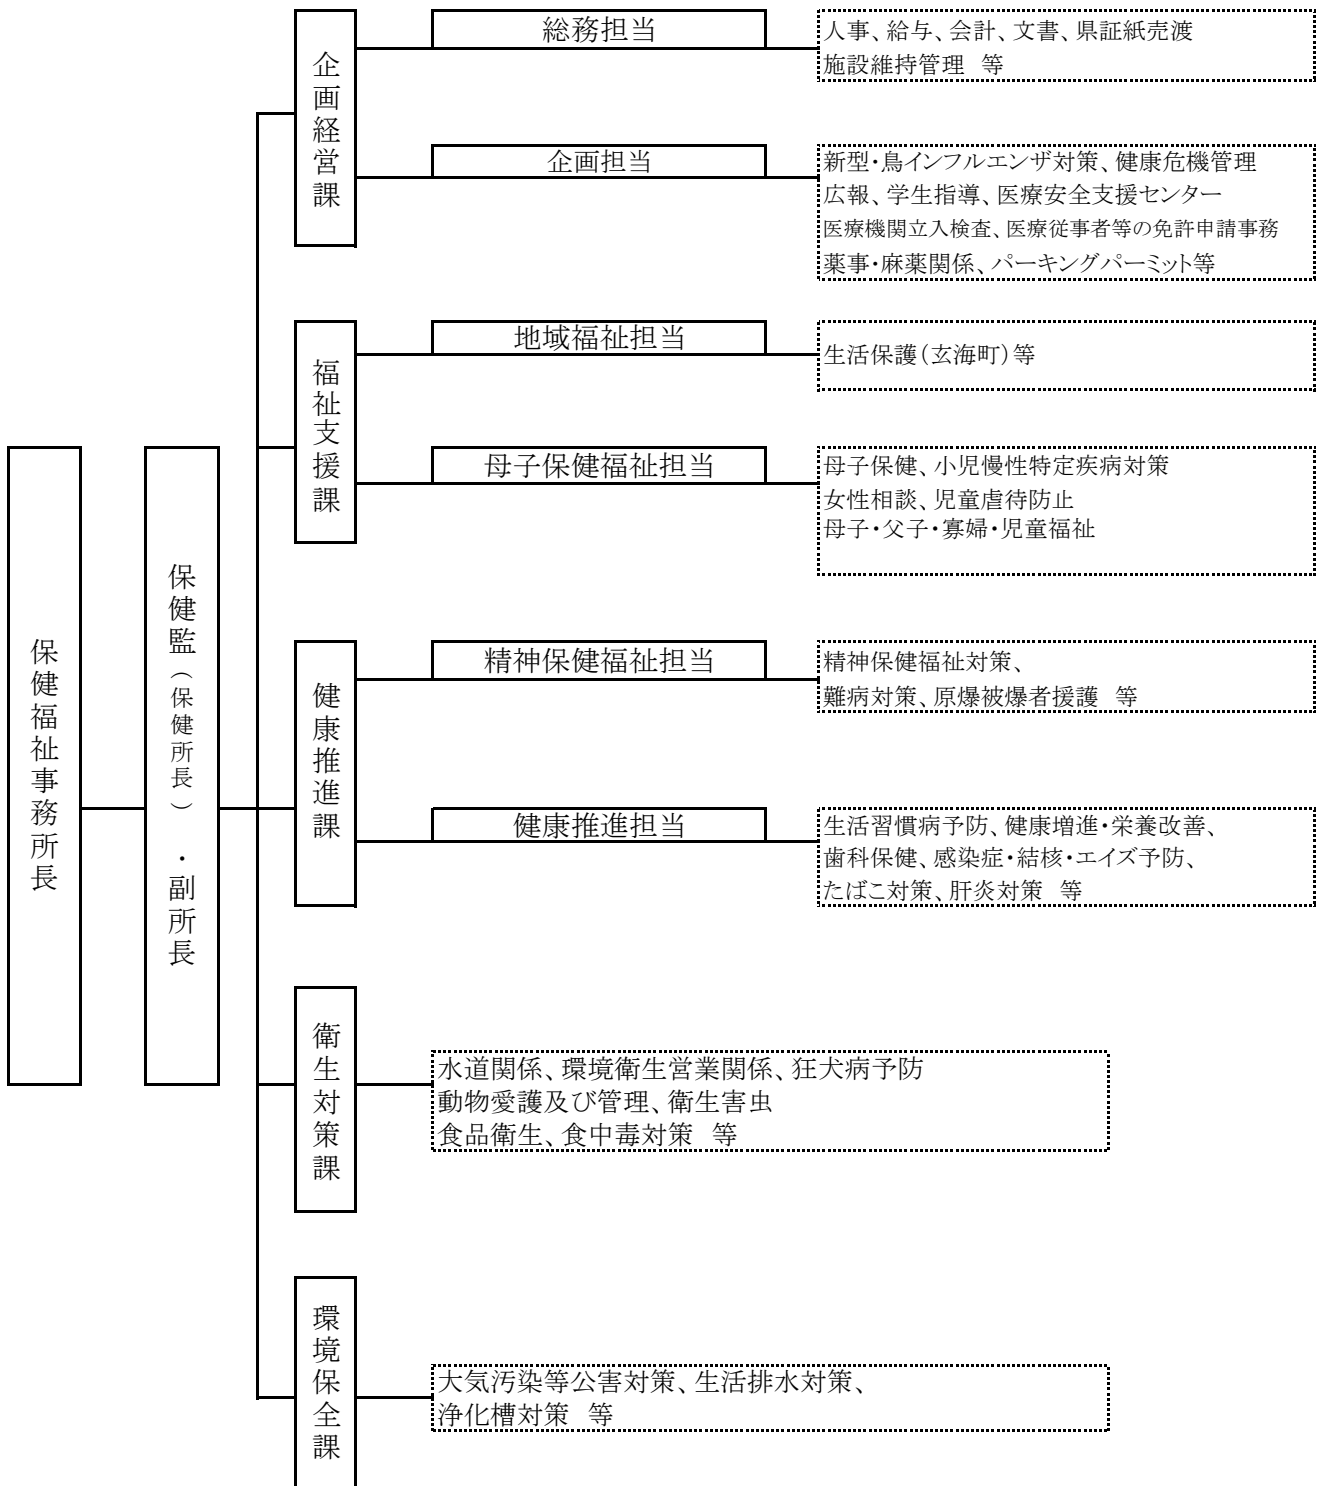 保健福祉事務所長
保健監（保健所長）・副所長
企画経営課
総務担当
人事、給与、会計、文書、県証紙売渡
施設維持管理　等
企画担当
新型・鳥インフルエンザ対策、健康危機管理
広報、学生指導、医療安全支援センター
医療機関立入検査、医療従事者等の免許申請事務
薬事・麻薬関係、パーキングパーミット等
福祉支援課
地域福祉担当
生活保護（玄海町）等
母子保健福祉担当
母子保健、小児慢性特定疾病対策
女性相談、児童虐待防止
母子・父子・寡婦・児童福祉
健康推進課
精神保健福祉担当
精神保健福祉対策、
難病対策、原爆被爆者援護　等
健康推進担当
生活習慣病予防、健康増進・栄養改善、
歯科保健、感染症・結核・エイズ予防、
たばこ対策、肝炎対策　等
衛生対策課
水道関係、環境衛生営業関係、狂犬病予防
動物愛護及び管理、衛生害虫
食品衛生、食中毒対策　等
環境保全課
大気汚染等公害対策、生活排水対策、
浄化槽対策　等